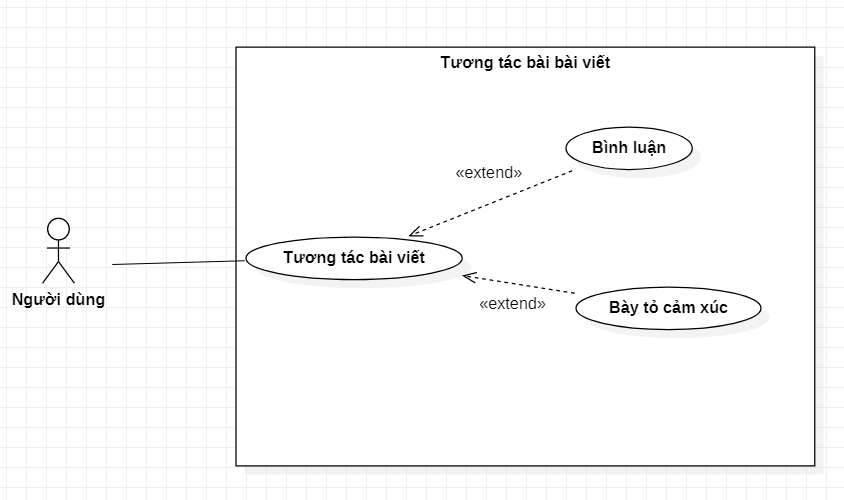 Tương tác bài bài viết
Bình luận
«extend»
Tương tác bài viết
«extend»
Bày tỏ cảm xúc
Người dùng